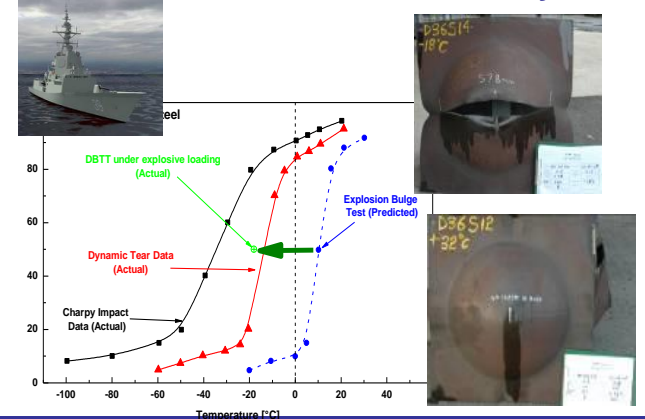 teel
80
60
40
20
0
-100
-80
-60
-40
-20
0
20
40
Temperature [°C]
DBTT under explosive loading
(Actual)
Explosion Bulge
Test (Predicted)
Dynamic Tear Data
(Actual)
Charpy Impact
Data (Actual)
D36S14
-18°C
D36S12
+32°C